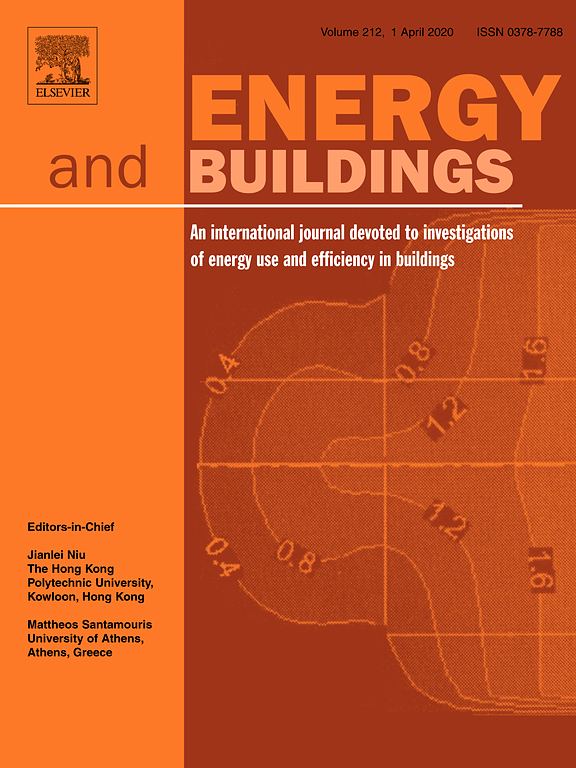 Volume 212, 1 April 2020 ISSN 0378-7788
ELSEVIER
ENERGY
and BUILDINGS
An international journal devoted to investigations
of energy use and efficiency in buildings
0.4
0.8
1.6
1.2
1.2
0.4
0.8
1.6
Editors-in-Chief
Jianlei Niu
The Hong Kong
Polytechnic University,
Kowloon, Hong Kong
Mattheos Santamouris
University of Athens,
Athens, Greece